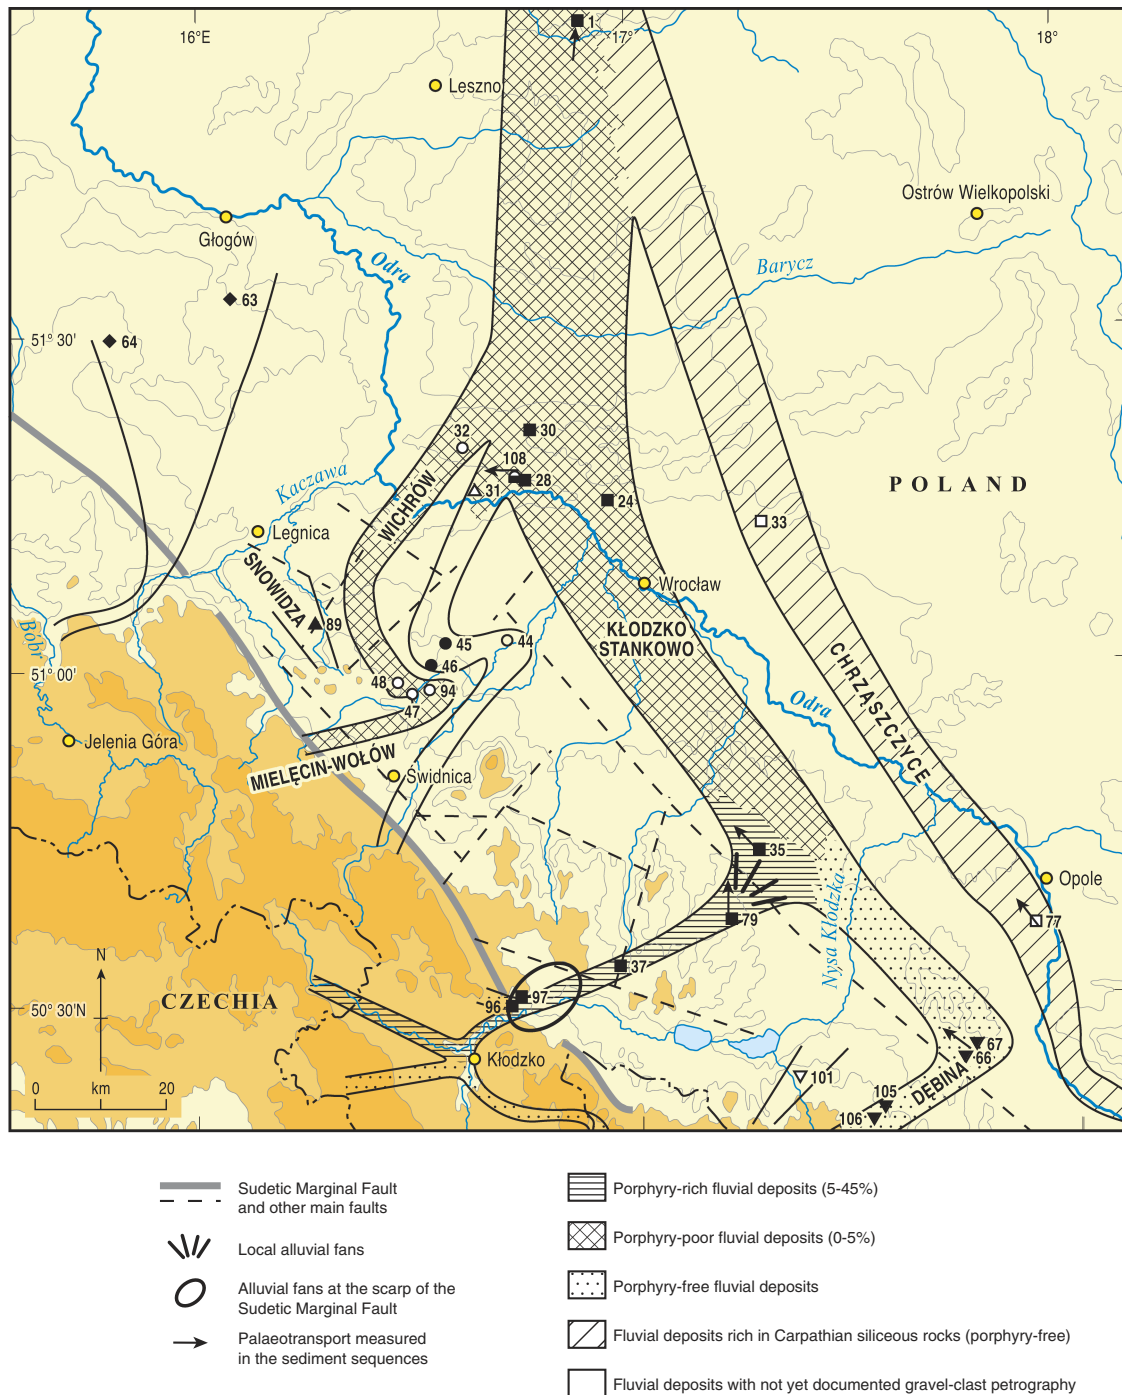 16°E
17°
18°
1
Leszno
Ostrów Wielkopolski
Głogów
Odra
Barycz
63
51° 30'
64
32
30
108
28
31
24
WICHRÓW
Kaczawa
POLAND
33
Legnica
SNOWIDZA
Wrocław
89
KŁODZKO
STANKOWO
Bóbr
45
44
46
CHRZĄSZCZYCE
51° 00'
48
94
47
Odra
Jelenia Góra
MIELĘCIN-WOŁÓW
Świdnica
35
Opole
Nysa Kłodzka
79
77
37
N
CZECHIA
97
96
50° 30'N
67
66
Kłodzko
101
DĘBINA
105
106
0 km 20
Sudetic Marginal Fault
and other main faults
Local alluvial fans
Alluvial fans at the scarp of the
Sudetic Marginal Fault
Palaeotransport measured
in the sediment sequences
Porphyry-rich fluvial deposits (5-45%)
Porphyry-poor fluvial deposits (0-5%)
Porphyry-free fluvial deposits
Fluvial deposits rich in Carpathian siliceous rocks (porphyry-free)
Fluvial deposits with not yet documented gravel-clast petrography